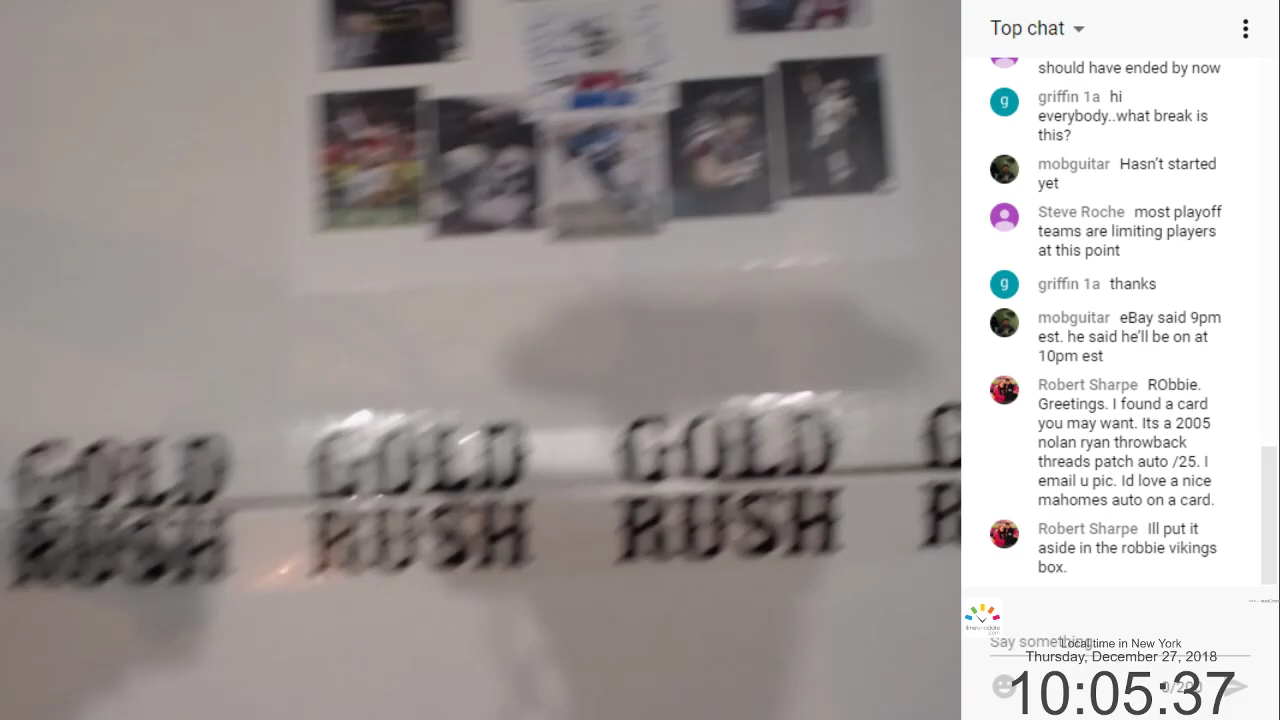 GOLD GOLD GOLD
RUSH RUSH RUSH
Top chat
should have ended by now
griffin 1a hi
everybody..what break is
this?
mobguitar Hasn't started
yet
Steve Roche most playoff
teams are limiting players
at this point
griffin 1a thanks
mobguitar eBay said 9pm
est. he said he'll be on at
10pm est
Robert Sharpe RObbie.
Greetings. I found a card
you may want. Its a 2005
nolan ryan throwback
threads patch auto /25. I
email u pic. Id love a nice
mahomes auto on a card.
Robert Sharpe Ill put it
aside in the robbie vikings
box.
Say something...
Local time in New York
Thursday, December 27, 2018
0/200
10:05:37